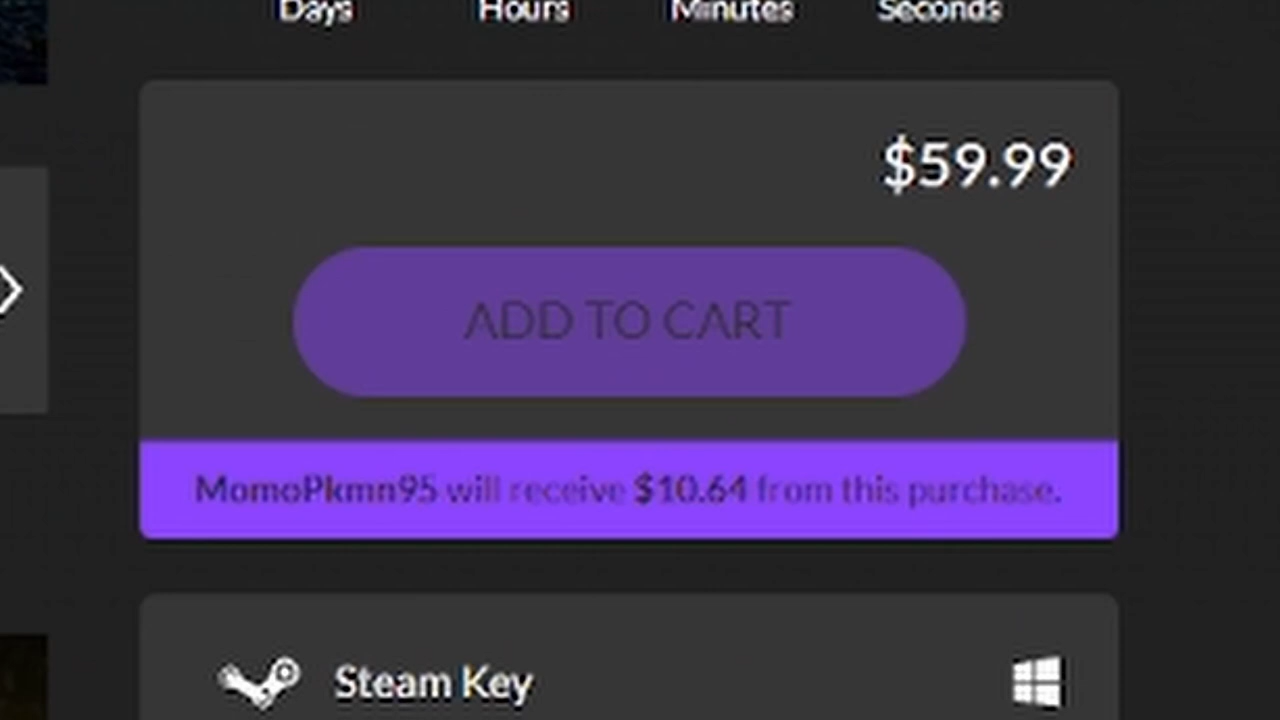 Days Hours Minutes Seconds
$59.99
ADD TO CART
MomoPkmn95 will receive $10.64 from this purchase.
Steam Key